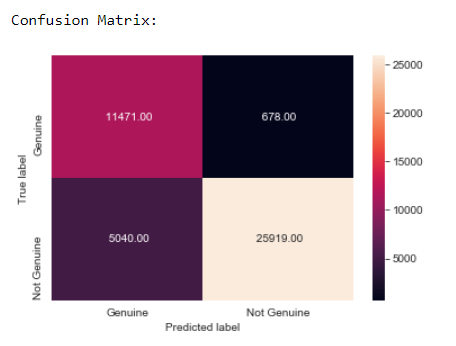 Confusion Matrix:
True label
Genuine
Not Genuine
11471.00
678.00
5040.00
25919.00
Genuine
Not Genuine
Predicted label
25000
20000
15000
10000
5000